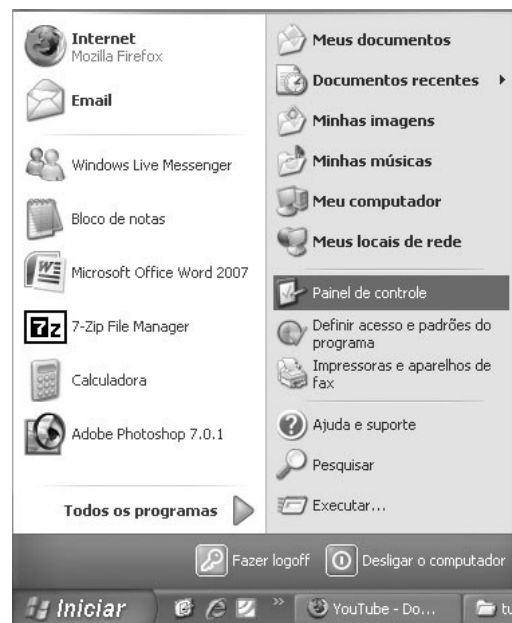 Internet
Mozilla Firefox
Email
Windows Live Messenger
Bloco de notas
Microsoft Office Word 2007
7-Zip File Manager
Calculadora
Adobe Photoshop 7.0.1
Todos os programas
Meus documentos
Documentos recentes
Minhas imagens
Minhas músicas
Meu computador
Meus locais de rede
Painel de controle
Definir acesso e padrões do
programa
Impressoras e aparelhos de
fax
Ajuda e suporte
Pesquisar
Executar...
Fazer logoff
Desligar o computador
Iniciar
YouTube - Do...
tu